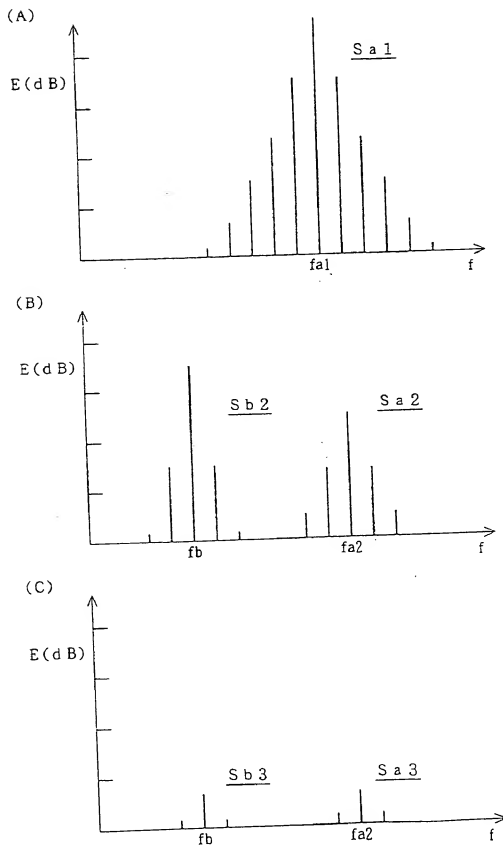 (A)
Sa1
E(dB)
fa1
f
(B)
E(dB)
Sb2
Sa2
fb
fa2
f
(C)
E(dB)
Sb3
Sa3
fb
fa2
f